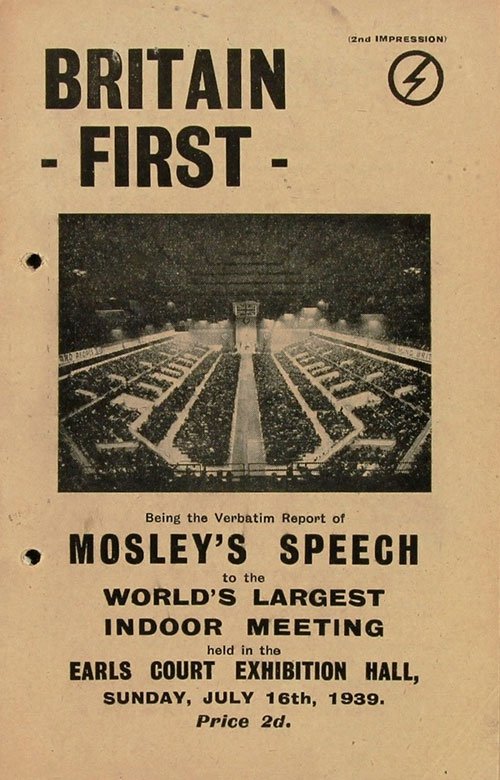 (2nd IMPRESSION)
BRITAIN
- FIRST -
Being the Verbatim Report of
MOSLEY'S SPEECH
to the
WORLD'S LARGEST
INDOOR MEETING
held in the
EARLS COURT EXHIBITION HALL,
SUNDAY, JULY 16th, 1939.
Price 2d.